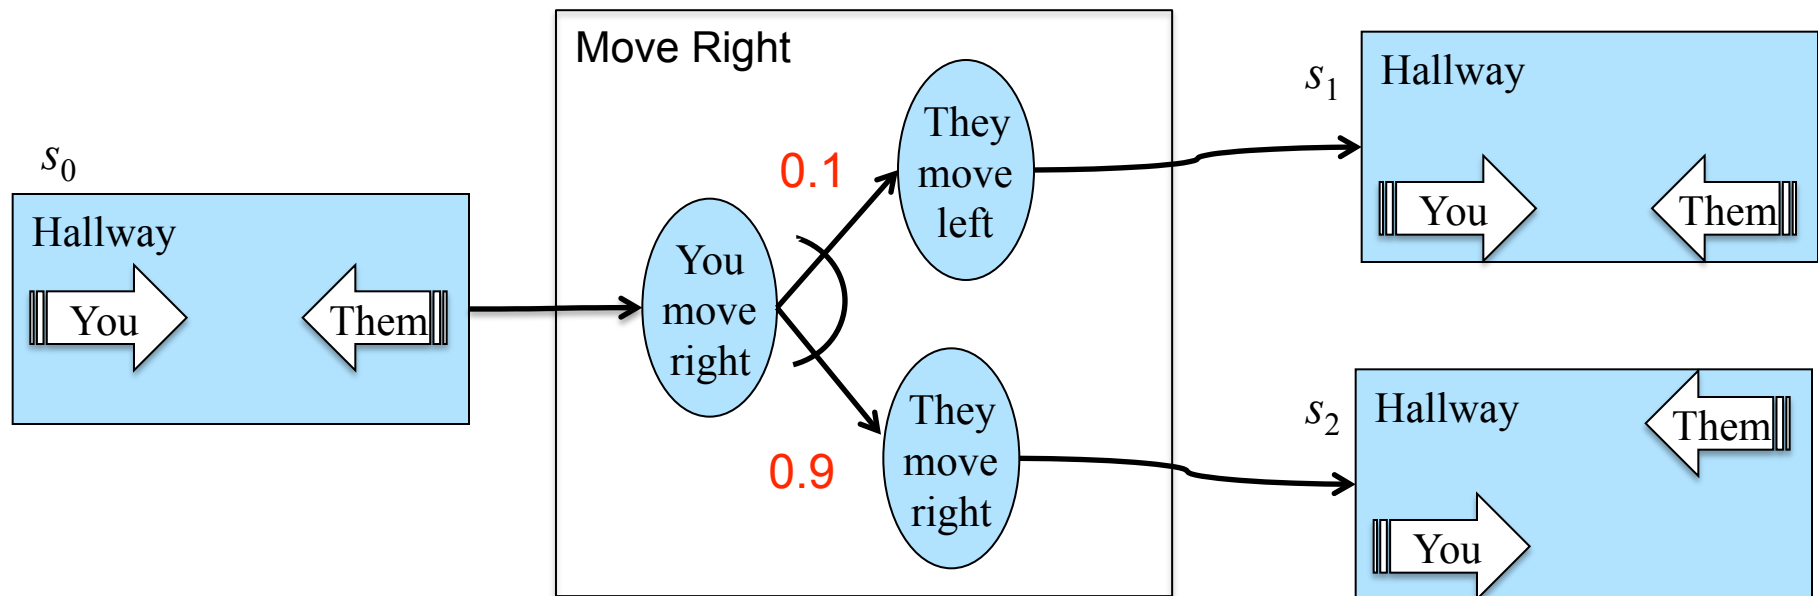 s0
Hallway
You
Them
Move Right
You
move
right
0.1
They
move
left
0.9
They
move
right
s1
Hallway
You
Them
s2
Hallway
Them
You